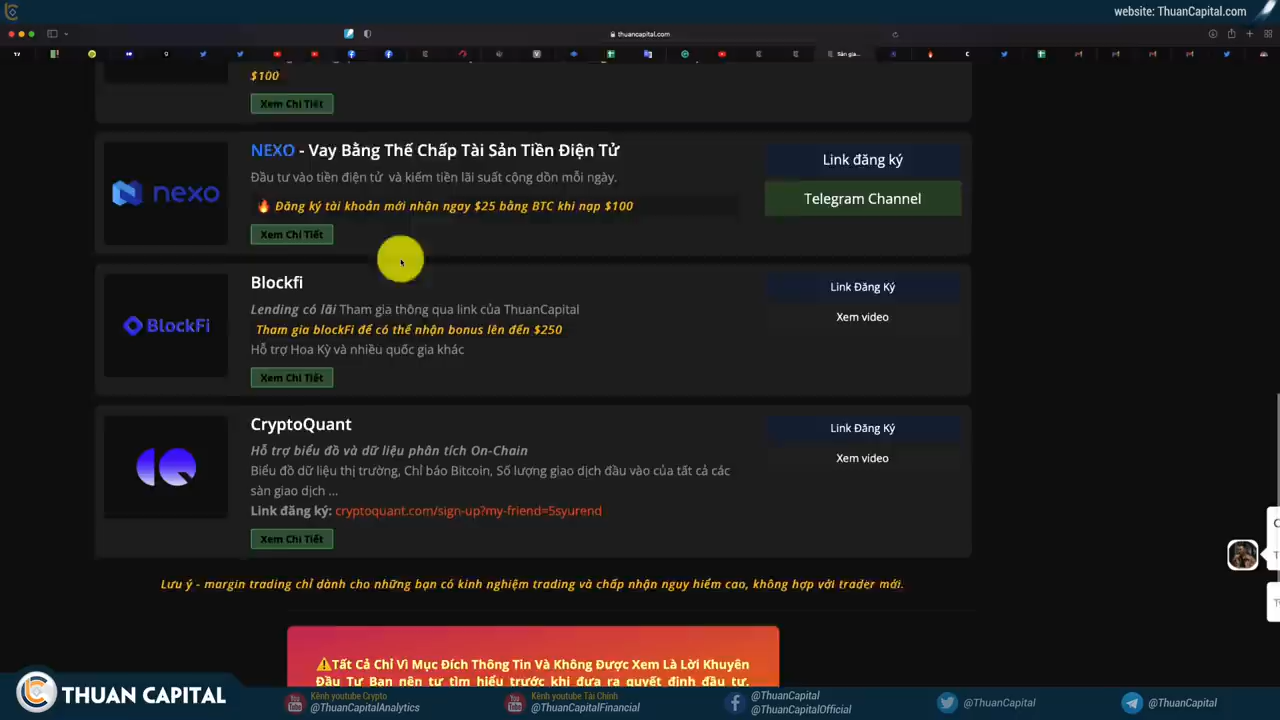 website: ThuanCapital.com
thuancapital.com
Sàn gia...
$100
Xem Chi Tiết
NEXO - Vay Bằng Thế Chấp Tài Sản Tiền Điện Tử
Đầu tư vào tiền điện tử và kiếm tiền lãi suất cộng dồn mỗi ngày.
🔥 Đăng ký tài khoản mới nhận ngay $25 bằng BTC khi nạp $100
Xem Chi Tiết
Link đăng ký
Telegram Channel
nexo
Blockfi
Lending có lãi Tham gia thông qua link của ThuanCapital
Tham gia blockFi để có thể nhận bonus lên đến $250
Hỗ trợ Hoa Kỳ và nhiều quốc gia khác
Xem Chi Tiết
Link Đăng Ký
Xem video
BlockFi
CryptoQuant
Hỗ trợ biểu đồ và dữ liệu phân tích On-Chain
Biểu đồ dữ liệu thị trường, Chỉ báo Bitcoin, Số lượng giao dịch đầu vào của tất cả các
sàn giao dịch ...
Link đăng ký: cryptoquant.com/sign-up?my-friend=5syurend
Xem Chi Tiết
Link Đăng Ký
Xem video
Lưu ý - margin trading chỉ dành cho những bạn có kinh nghiệm trading và chấp nhận nguy hiểm cao, không hợp với trader mới.
⚠️Tất Cả Chỉ Vì Mục Đích Thông Tin Và Không Được Xem Là Lời Khuyên
Đầu Tư Bạn nên tự tìm hiểu trước khi đưa ra quyết định đầu tư.
THUAN CAPITAL
Kênh youtube Crypto
@ThuanCapitalAnalytics
Kênh youtube Tài Chính
@ThuanCapitalFinancial
@ThuanCapital
@ThuanCapitalOfficial
@ThuanCapital
@ThuanCapital